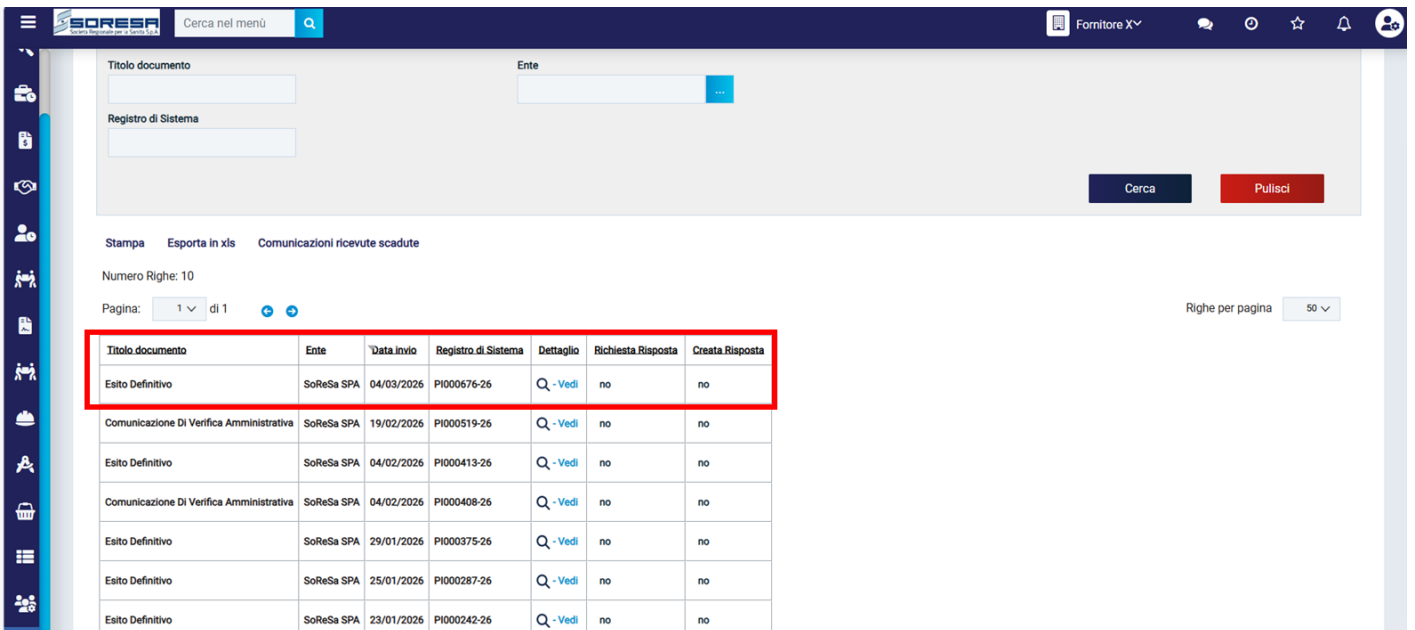 SORESA
Società Regionale per la Sanità S.p.A.
Cerca nel menù
Fornitore X
Titolo documento
Ente
...
Registro di Sistema
Cerca
Pulisci
Stampa Esporta in xls Comunicazioni ricevute scadute
Numero Righe: 10
Pagina: 1 di 1
Righe per pagina 50
Titolo documento Ente Data invio Registro di Sistema Dettaglio Richiesta Risposta Creata Risposta
Esito Definitivo SoReSa SPA 04/03/2026 PI000676-26 - Vedi no no
Comunicazione Di Verifica Amministrativa SoReSa SPA 19/02/2026 PI000519-26 - Vedi no no
Esito Definitivo SoReSa SPA 04/02/2026 PI000413-26 - Vedi no no
Comunicazione Di Verifica Amministrativa SoReSa SPA 04/02/2026 PI000408-26 - Vedi no no
Esito Definitivo SoReSa SPA 29/01/2026 PI000375-26 - Vedi no no
Esito Definitivo SoReSa SPA 25/01/2026 PI000287-26 - Vedi no no
Esito Definitivo SoReSa SPA 23/01/2026 PI000242-26 - Vedi no no